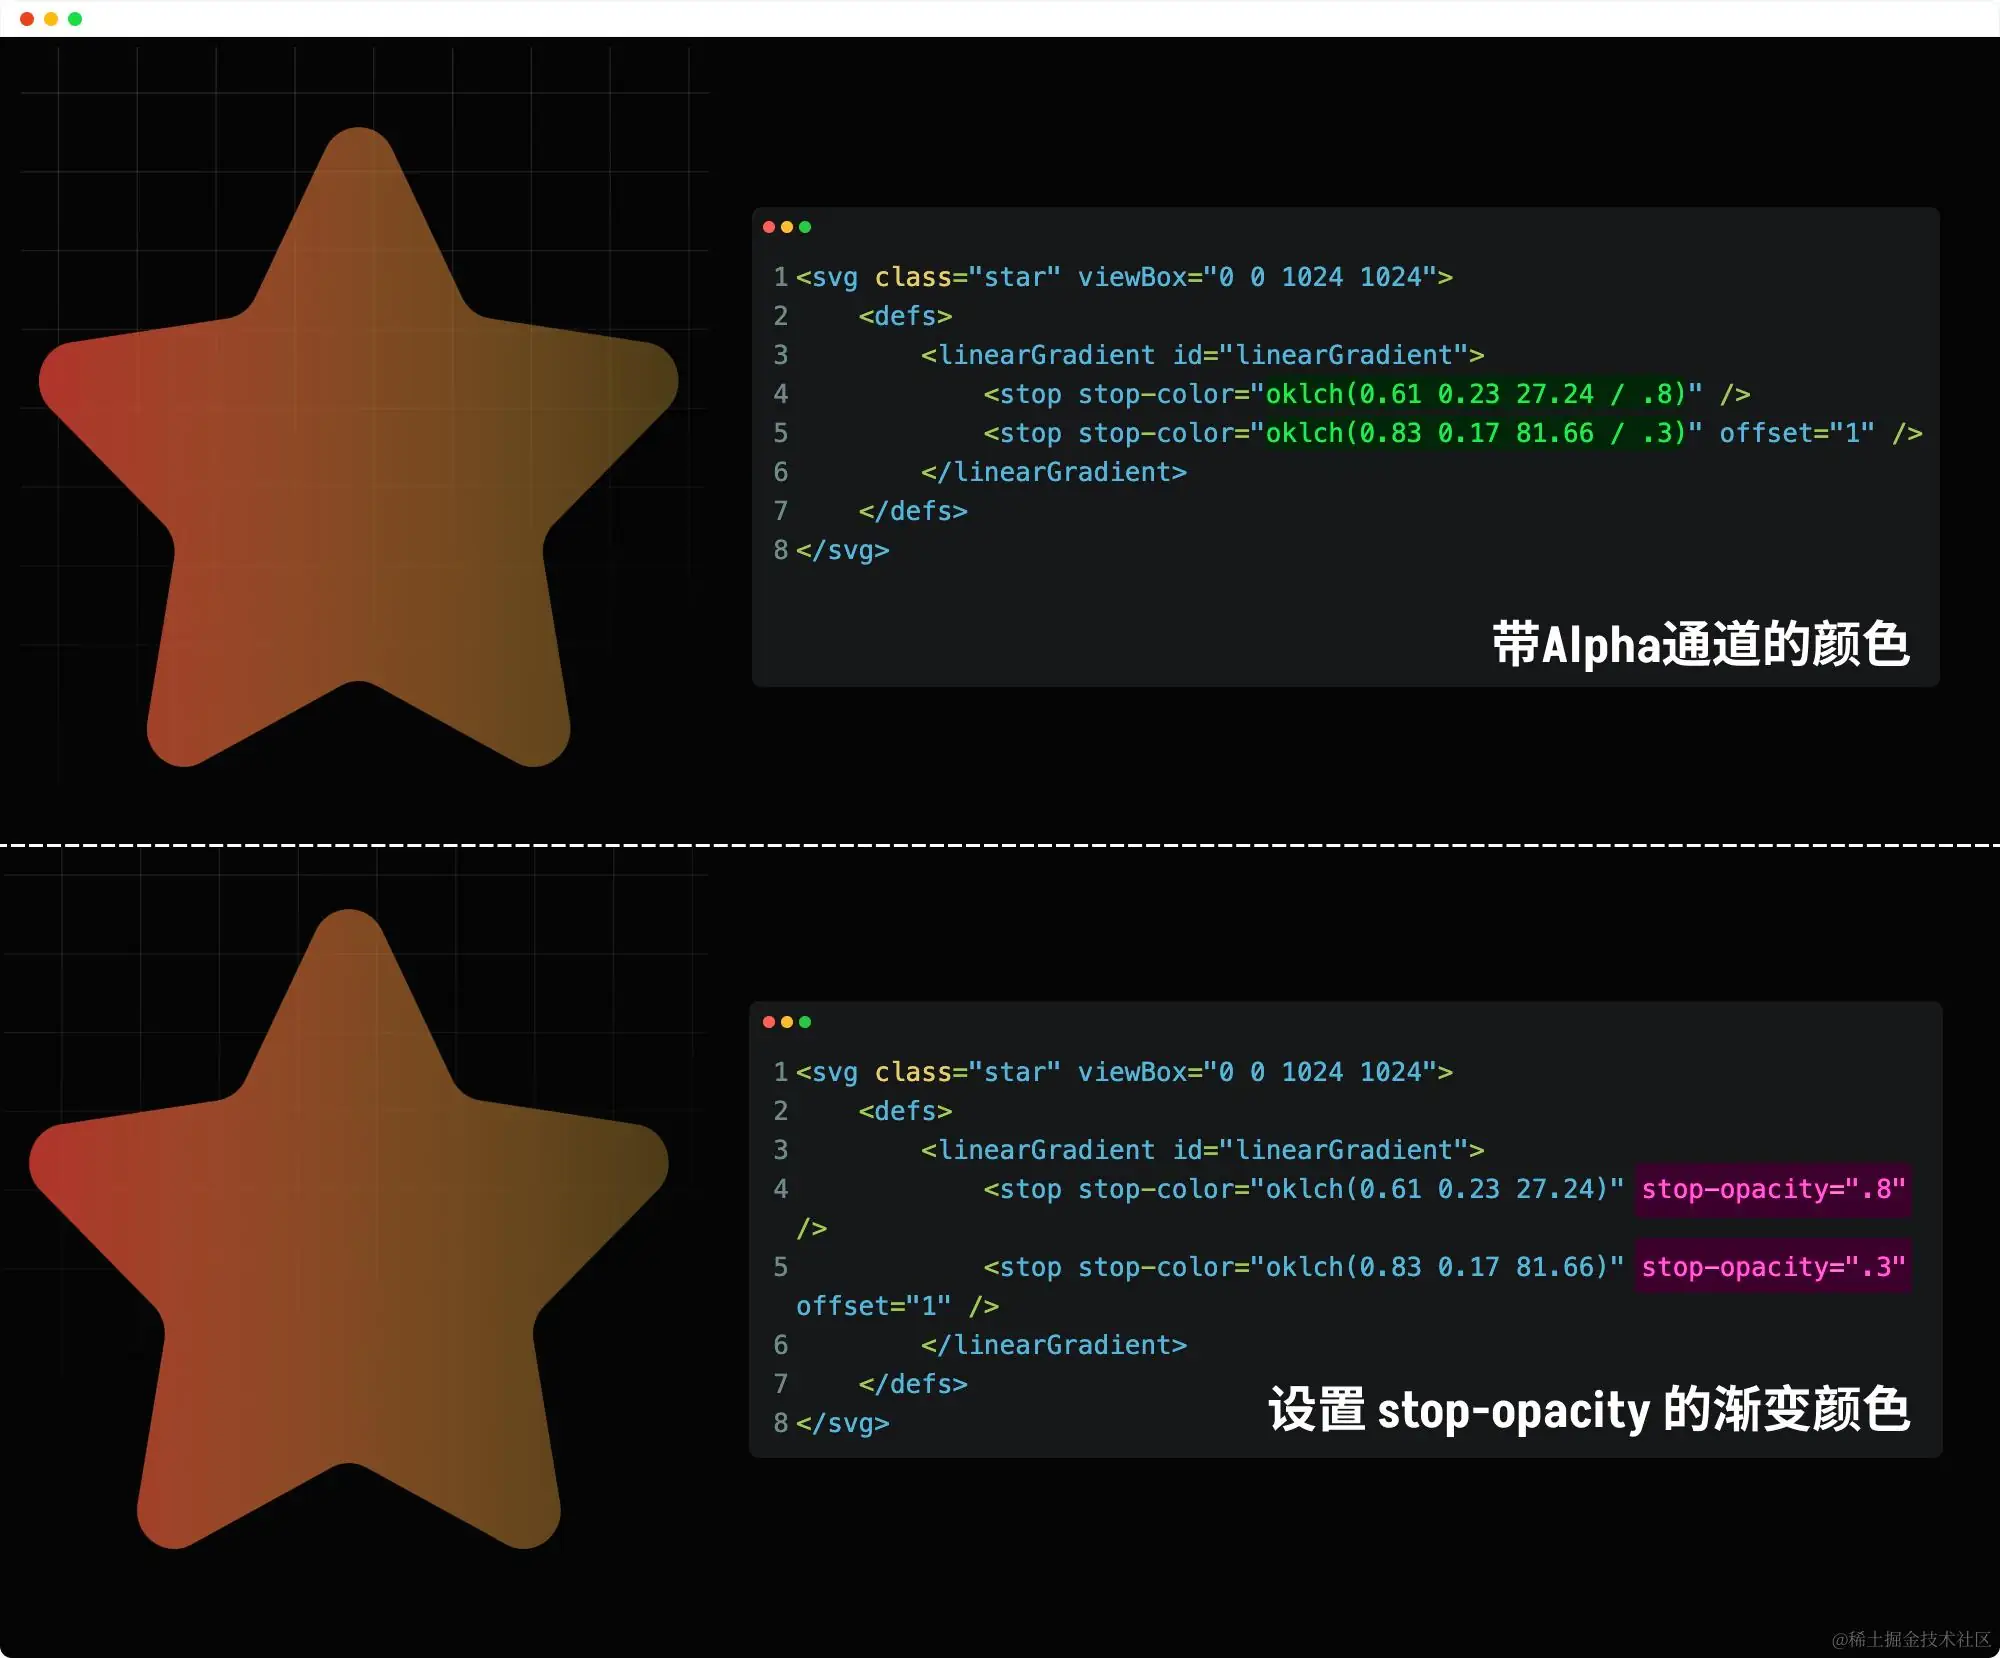 1 <svg class="star" viewBox="0 0 1024 1024">
2     <defs>
3         <linearGradient id="linearGradient">
4             <stop stop-color="oklch(0.61 0.23 27.24 / .8)" />
5             <stop stop-color="oklch(0.83 0.17 81.66 / .3)" offset="1" />
6         </linearGradient>
7     </defs>
8 </svg>
带Alpha通道的颜色
1 <svg class="star" viewBox="0 0 1024 1024">
2     <defs>
3         <linearGradient id="linearGradient">
4             <stop stop-color="oklch(0.61 0.23 27.24)" stop-opacity=".8"
/>
5             <stop stop-color="oklch(0.83 0.17 81.66)" stop-opacity=".3"
offset="1" />
6         </linearGradient>
7     </defs>
8 </svg>
设置 stop-opacity 的渐变颜色
@稀土掘金技术社区